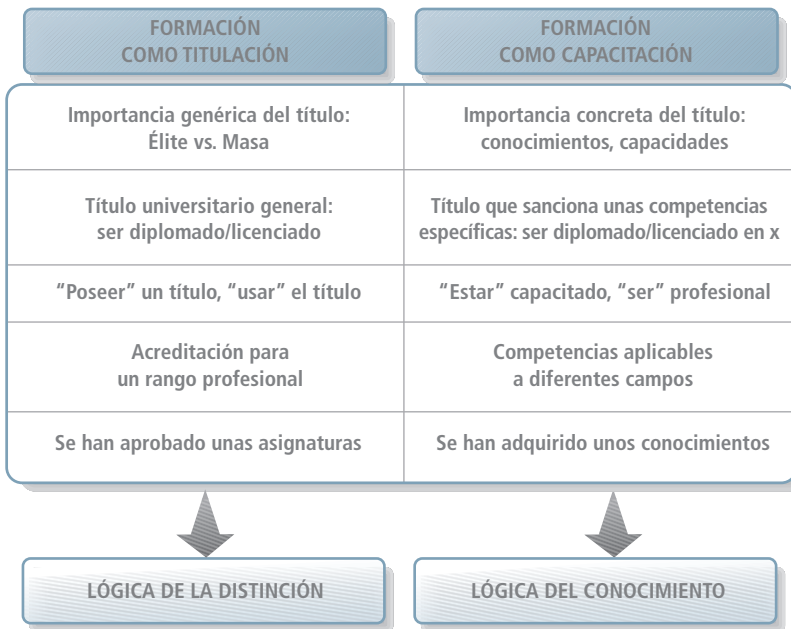 FORMACIÓN
COMO TITULACIÓN
FORMACIÓN
COMO CAPACITACIÓN
Importancia genérica del título:
Élite vs. Masa
Importancia concreta del título:
conocimientos, capacidades
Título universitario general:
ser diplomado/licenciado
Título que sanciona unas competencias
específicas: ser diplomado/licenciado en x
“Poseer” un título, “usar” el título
“Estar” capacitado, “ser” profesional
Acreditación para
un rango profesional
Competencias aplicables
a diferentes campos
Se han aprobado unas asignaturas
Se han adquirido unos conocimientos
LÓGICA DE LA DISTINCIÓN
LÓGICA DEL CONOCIMIENTO